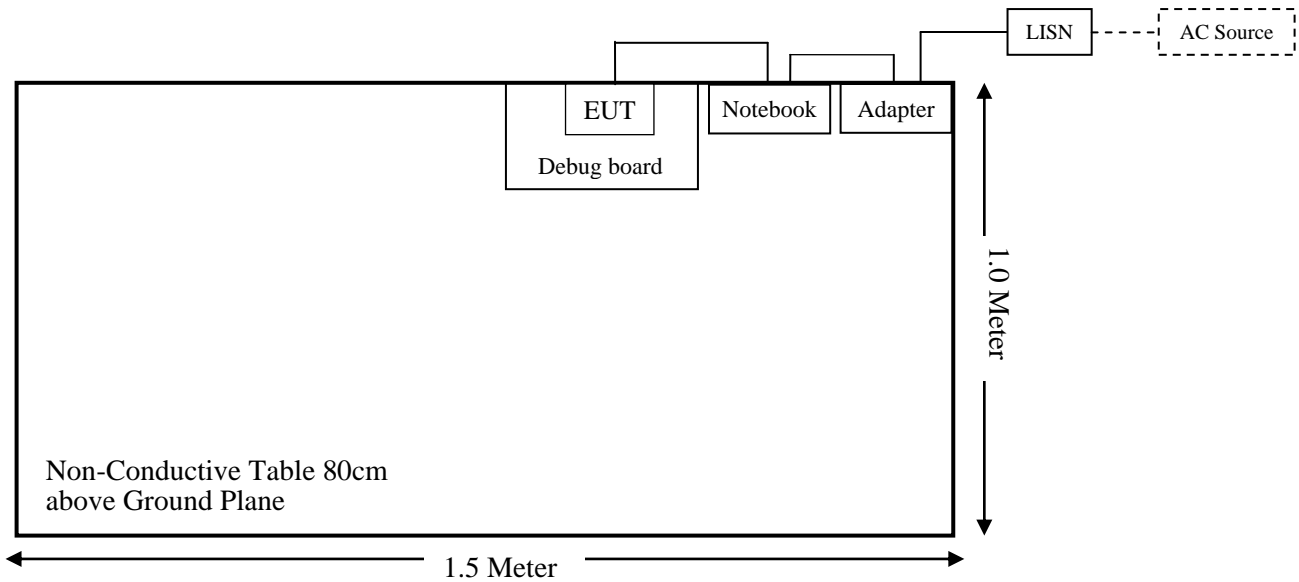 LISN
AC Source
EUT
Notebook
Adapter
Debug board
1.0 Meter
Non-Conductive Table 80cm
above Ground Plane
1.5 Meter